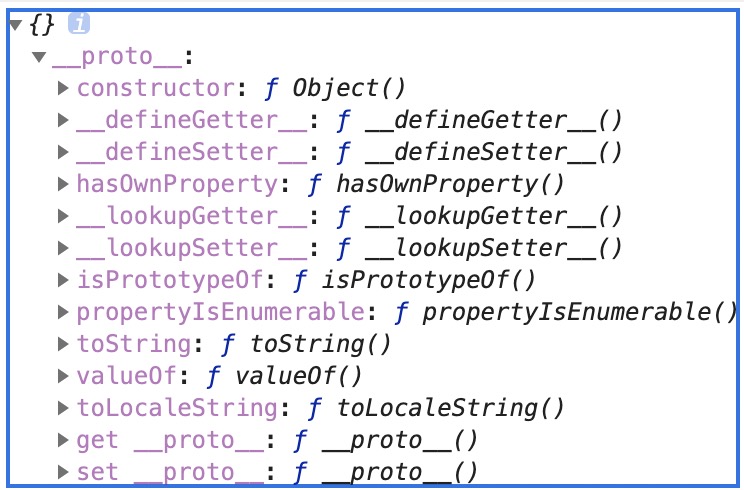 {} i
__proto__:
constructor: ƒ Object()
__defineGetter__: ƒ __defineGetter__()
__defineSetter__: ƒ __defineSetter__()
hasOwnProperty: ƒ hasOwnProperty()
__lookupGetter__: ƒ __lookupGetter__()
__lookupSetter__: ƒ __lookupSetter__()
isPrototypeOf: ƒ isPrototypeOf()
propertyIsEnumerable: ƒ propertyIsEnumerable()
toString: ƒ toString()
valueOf: ƒ valueOf()
toLocaleString: ƒ toLocaleString()
get __proto__: ƒ __proto__()
set __proto__: ƒ __proto__()